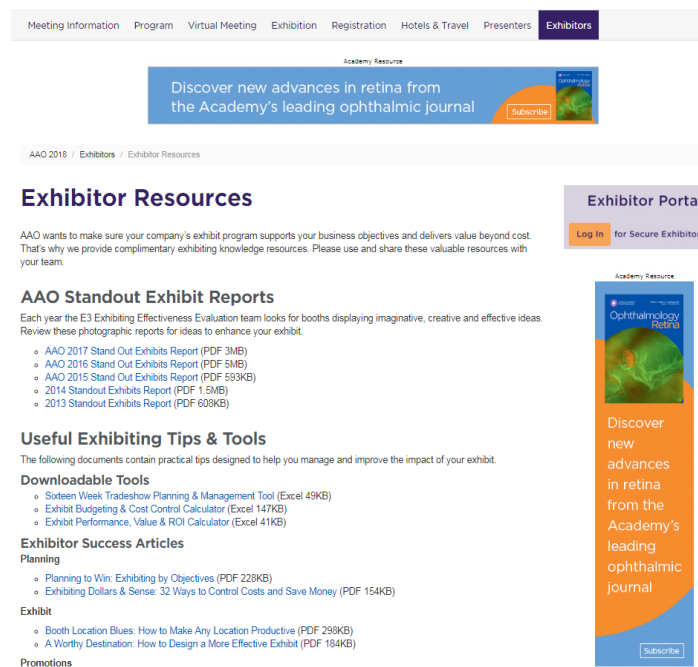 Meeting Information Program Virtual Meeting Exhibition Registration Hotels & Travel Presenters Exhibitors
Academy Resource
Discover new advances in retina from
the Academy's leading ophthalmic journal
Subscribe
AAO 2018 / Exhibitors / Exhibitor Resources
Exhibitor Resources
AAO wants to make sure your company's exhibit program supports your business objectives and delivers value beyond cost.
That's why we provide complimentary exhibiting knowledge resources. Please use and share these valuable resources with
your team.
AAO Standout Exhibit Reports
Each year the E3 Exhibiting Effectiveness Evaluation team looks for booths displaying imaginative, creative and effective ideas.
Review these photographic reports for ideas to enhance your exhibit.
AAO 2017 Stand Out Exhibits Report (PDF 3MB)
AAO 2016 Stand Out Exhibits Report (PDF 5MB)
AAO 2015 Stand Out Exhibits Report (PDF 593KB)
2014 Standout Exhibits Report (PDF 1.5MB)
2013 Standout Exhibits Report (PDF 608KB)
Useful Exhibiting Tips & Tools
The following documents contain practical tips designed to help you manage and improve the impact of your exhibit.
Downloadable Tools
Sixteen Week Tradeshow Planning & Management Tool (Excel 49KB)
Exhibit Budgeting & Cost Control Calculator (Excel 147KB)
Exhibit Performance, Value & ROI Calculator (Excel 41KB)
Exhibitor Success Articles
Planning
Planning to Win: Exhibiting by Objectives (PDF 228KB)
Exhibiting Dollars & Sense: 32 Ways to Control Costs and Save Money (PDF 154KB)
Exhibit
Booth Location Blues: How to Make Any Location Productive (PDF 298KB)
A Worthy Destination: How to Design a More Effective Exhibit (PDF 184KB)
Promotions
Exhibitor Porta
Log In for Secure Exhibitor
Academy Resource
Ophthalmology
Retina
Discover
new
advances
in retina
from the
Academy's
leading
ophthalmic
journal
Subscribe